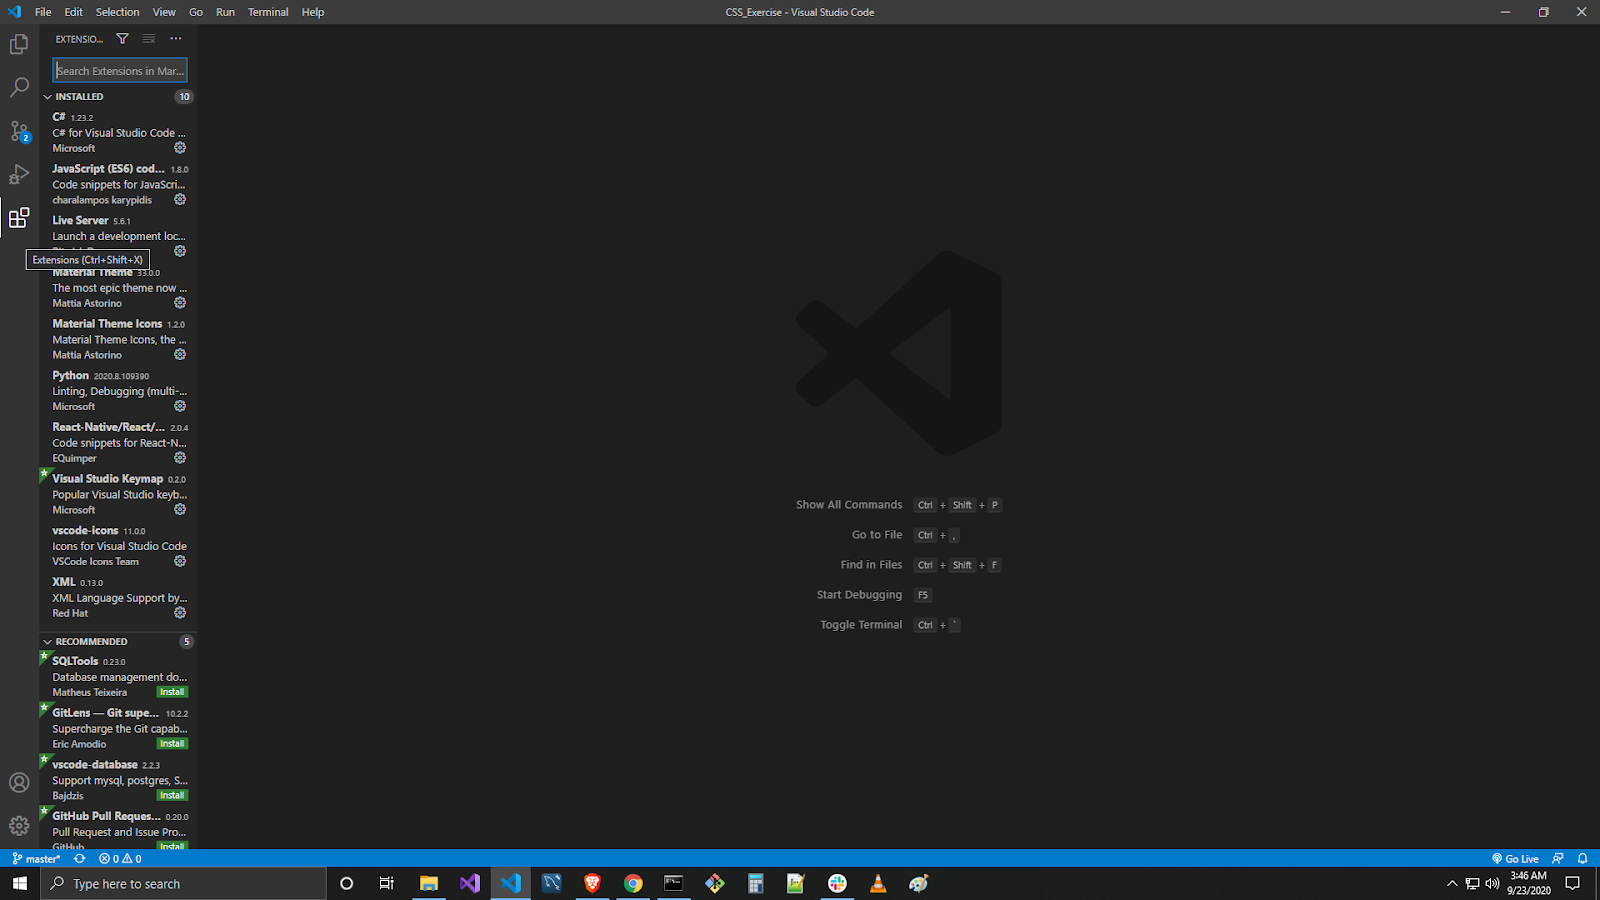 File Edit Selection View Go Run Terminal Help
CSS_Exercise - Visual Studio Code
EXTENSIO...
Search Extensions in Mar...
INSTALLED 10
C# 1.23.2
C# for Visual Studio Code ...
Microsoft
JavaScript (ES6) cod... 1.8.0
Code snippets for JavaScri...
charalampos karypidis
Live Server 5.6.1
Launch a development loc...
2
Extensions (Ctrl+Shift+X)
Material Theme 33.0.0
The most epic theme now ...
Mattia Astorino
Material Theme Icons 1.2.0
Material Theme Icons, the ...
Mattia Astorino
Python 2020.8.109390
Linting, Debugging (multi-...
Microsoft
React-Native/React/... 2.0.4
Code snippets for React-N...
EQuimper
Visual Studio Keymap 0.2.0
Popular Visual Studio keyb...
Microsoft
vscode-icons 11.0.0
Icons for Visual Studio Code
VSCode Icons Team
XML 0.13.0
XML Language Support by...
Red Hat
RECOMMENDED 5
SQLTools 0.23.0
Database management do...
Matheus Teixeira Install
GitLens — Git supe... 10.2.2
Supercharge the Git capab...
Eric Amodio Install
vscode-database 2.2.3
Support mysql, postgres, S...
Bajdzis Install
GitHub Pull Reques... 0.20.0
Pull Request and Issue Pro...
GitHub Install
Show All Commands Ctrl + Shift + P
Go to File Ctrl + ,
Find in Files Ctrl + Shift + F
Start Debugging F5
Toggle Terminal Ctrl + `
master* 0 0
Go Live
Type here to search
3:46 AM
9/23/2020